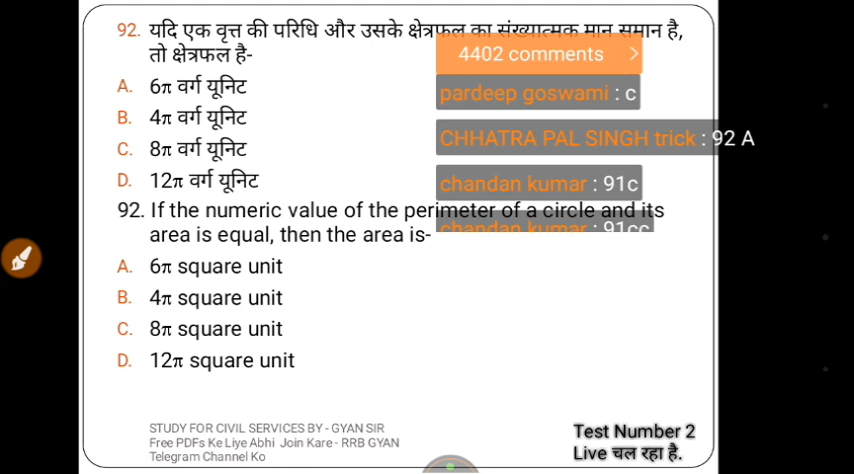 92. यदि एक वृत्त की परिधि और उसके क्षेत्रफल का संख्यात्मक मान समान है,
तो क्षेत्रफल है-
4402 comments >
A. 6π वर्ग यूनिट
pardeep goswami : c
B. 4π वर्ग यूनिट
CHHATRA PAL SINGH trick : 92 A
C. 8π वर्ग यूनिट
D. 12π वर्ग यूनिट
chandan kumar : 91c
92. If the numeric value of the perimeter of a circle and its
area is equal, then the area is-
chandan kumar : 91cc
A. 6π square unit
B. 4π square unit
C. 8π square unit
D. 12π square unit
STUDY FOR CIVIL SERVICES BY - GYAN SIR
Free PDFs Ke Liye Abhi Join Kare - RRB GYAN
Telegram Channel Ko
Test Number 2
Live चल रहा है.